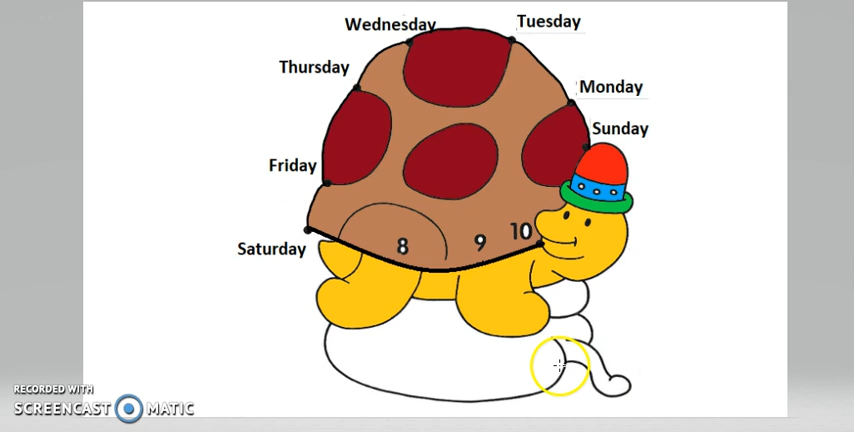 Wednesday
Tuesday
Thursday
Monday
Sunday
Friday
Saturday
8
9
10
RECORDED WITH
SCREENCAST MATIC